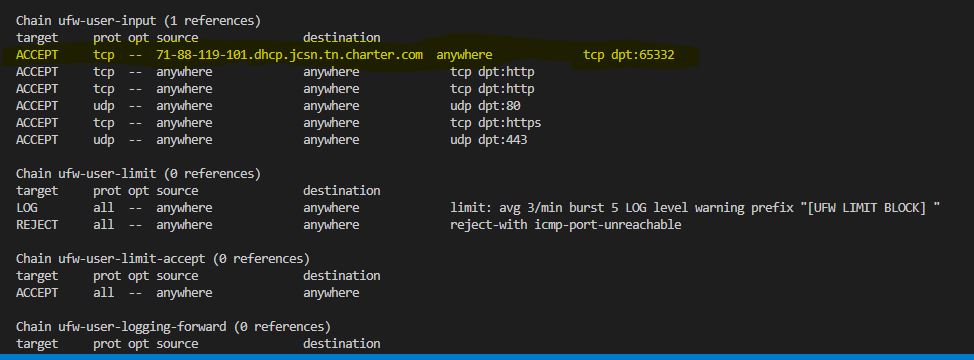 Chain ufw-user-input (1 references)
target prot opt source destination
ACCEPT tcp -- 71-88-119-101.dhcp.jcsn.tn.charter.com anywhere tcp dpt:65332
ACCEPT tcp -- anywhere anywhere tcp dpt:http
ACCEPT tcp -- anywhere anywhere tcp dpt:http
ACCEPT udp -- anywhere anywhere udp dpt:80
ACCEPT tcp -- anywhere anywhere tcp dpt:https
ACCEPT udp -- anywhere anywhere udp dpt:443
Chain ufw-user-limit (0 references)
target prot opt source destination
LOG all -- anywhere anywhere limit: avg 3/min burst 5 LOG level warning prefix "[UFW LIMIT BLOCK] "
REJECT all -- anywhere anywhere reject-with icmp-port-unreachable
Chain ufw-user-limit-accept (0 references)
target prot opt source destination
ACCEPT all -- anywhere anywhere
Chain ufw-user-logging-forward (0 references)
target prot opt source destination